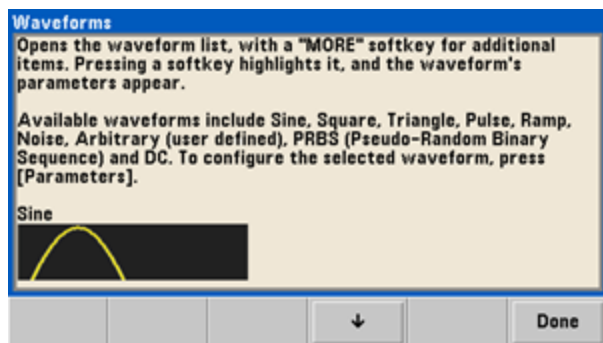 Waveforms
Opens the waveform list, with a "MORE" softkey for additional
items. Pressing a softkey highlights it, and the waveform's
parameters appear.
Available waveforms include Sine, Square, Triangle, Pulse, Ramp,
Noise, Arbitrary (user defined), PRBS (Pseudo-Random Binary
Sequence) and DC. To configure the selected waveform, press
[Parameters].
Sine
↓ Done